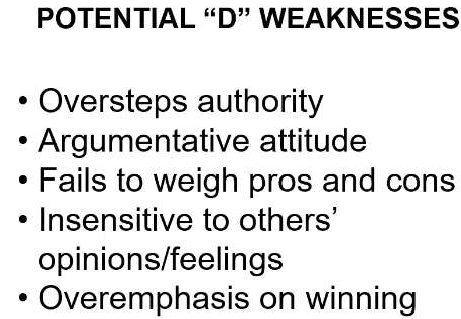 POTENTIAL “D” WEAKNESSES
• Oversteps authority
• Argumentative attitude
• Fails to weigh pros and cons
• Insensitive to others’
opinions/feelings
• Overemphasis on winning